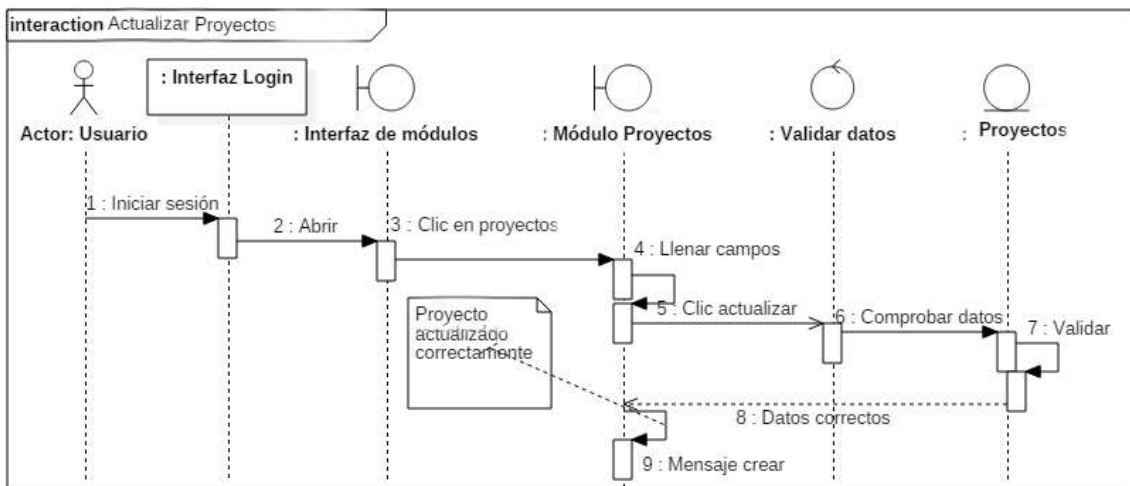 interaction Actualizar Proyectos
: Interfaz Login
Actor: Usuario
: Interfaz de módulos
: Módulo Proyectos
: Validar datos
: Proyectos
1 : Iniciar sesión
2 : Abrir
3 : Clic en proyectos
4 : Llenar campos
5 : Clic actualizar
6 : Comprobar datos
7 : Validar
Proyecto
actualizado
correctamente
8 : Datos correctos
9 : Mensaje crear